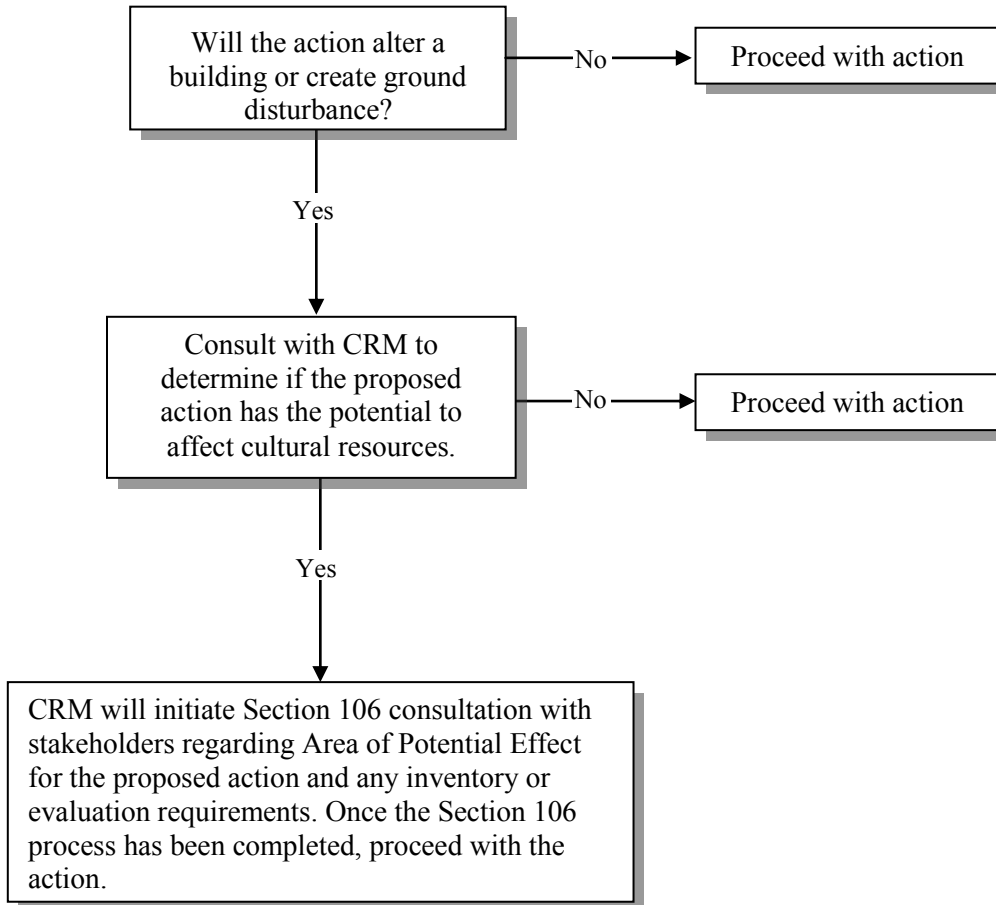 Will the action alter a
building or create ground
disturbance?
No
Proceed with action
Yes
Consult with CRM to
determine if the proposed
action has the potential to
affect cultural resources.
No
Proceed with action
Yes
CRM will initiate Section 106 consultation with
stakeholders regarding Area of Potential Effect
for the proposed action and any inventory or
evaluation requirements. Once the Section 106
process has been completed, proceed with the
action.